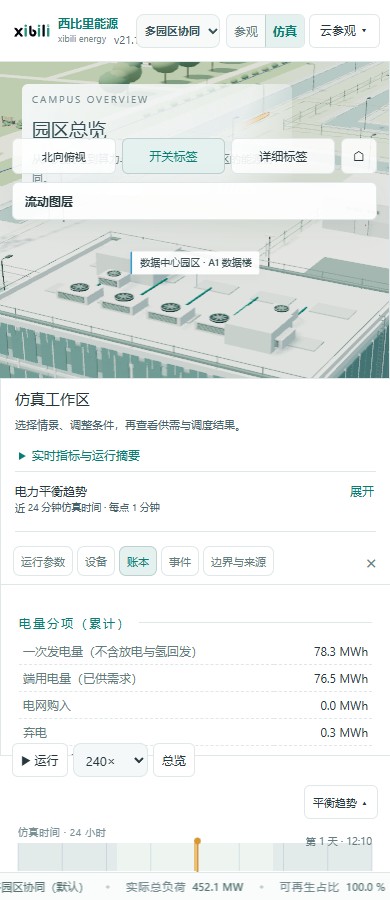 xibili 西比里能源
xibili energy v21.1
多园区协同
参观 仿真
云参观
CAMPUS OVERVIEW
园区总览
北向俯视 开关标签 详细标签
同。
流动图层
数据中心园区 · A1 数据楼
仿真工作区
选择情景、调整条件，再查看供需与调度结果。
▶ 实时指标与运行摘要
电力平衡趋势 展开
近 24 分钟仿真时间 · 每点 1 分钟
运行参数 设备 账本 事件 边界与来源 ×
电量分项（累计）
一次发电量（不含放电与氢回发） 78.3 MWh
端用电量（已供需求） 76.5 MWh
电网购入 0.0 MWh
弃电 0.3 MWh
▶ 运行 240× 总览
平衡趋势 ▲
仿真时间 · 24 小时 第 1 天 · 12:10
园区协同（默认） • 实际总负荷 452.1 MW • 可再生占比 100.0 %